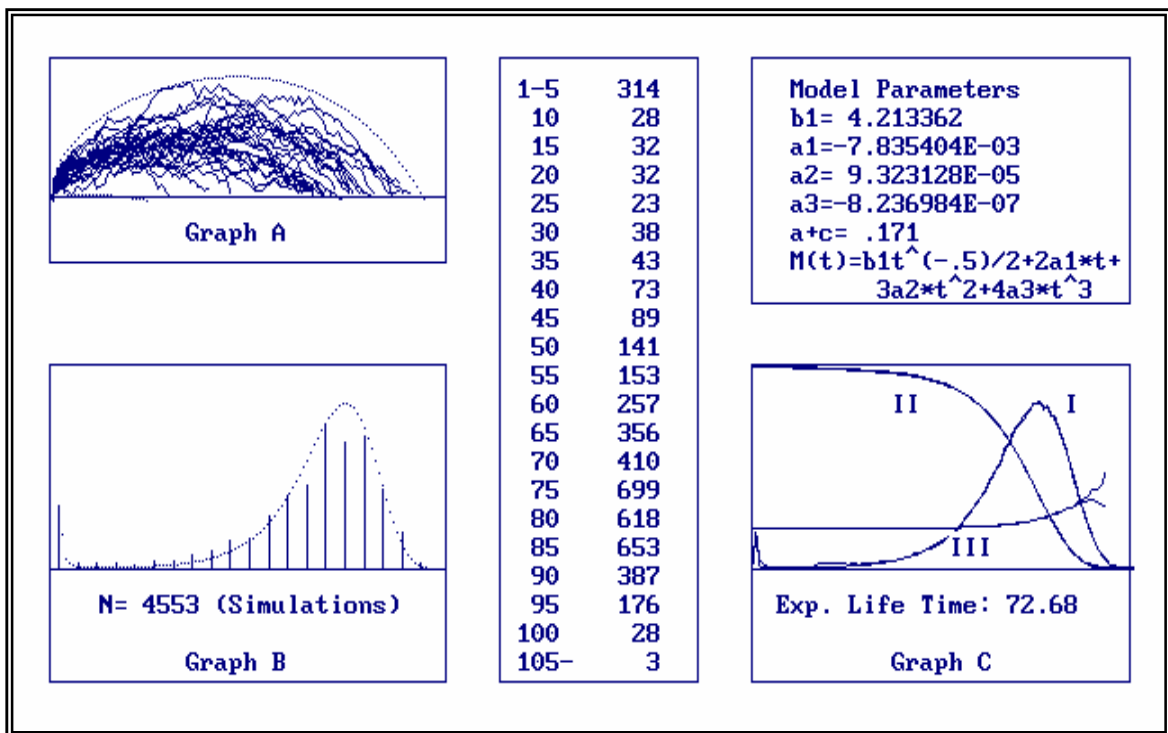 Graph A
N= 4553 (Simulations)
Graph B
1-5 314
10 28
15 32
20 32
25 23
30 38
35 43
40 73
45 89
50 141
55 153
60 257
65 356
70 410
75 699
80 618
85 653
90 387
95 176
100 28
105- 3
Model Parameters
b1= 4.213362
a1=-7.835404E-03
a2= 9.323128E-05
a3=-8.236984E-07
a+c= .171
M(t)=b1t^(-.5)/2+2a1*t+
3a2*t^2+4a3*t^3
II I
III
Exp. Life Time: 72.68
Graph C